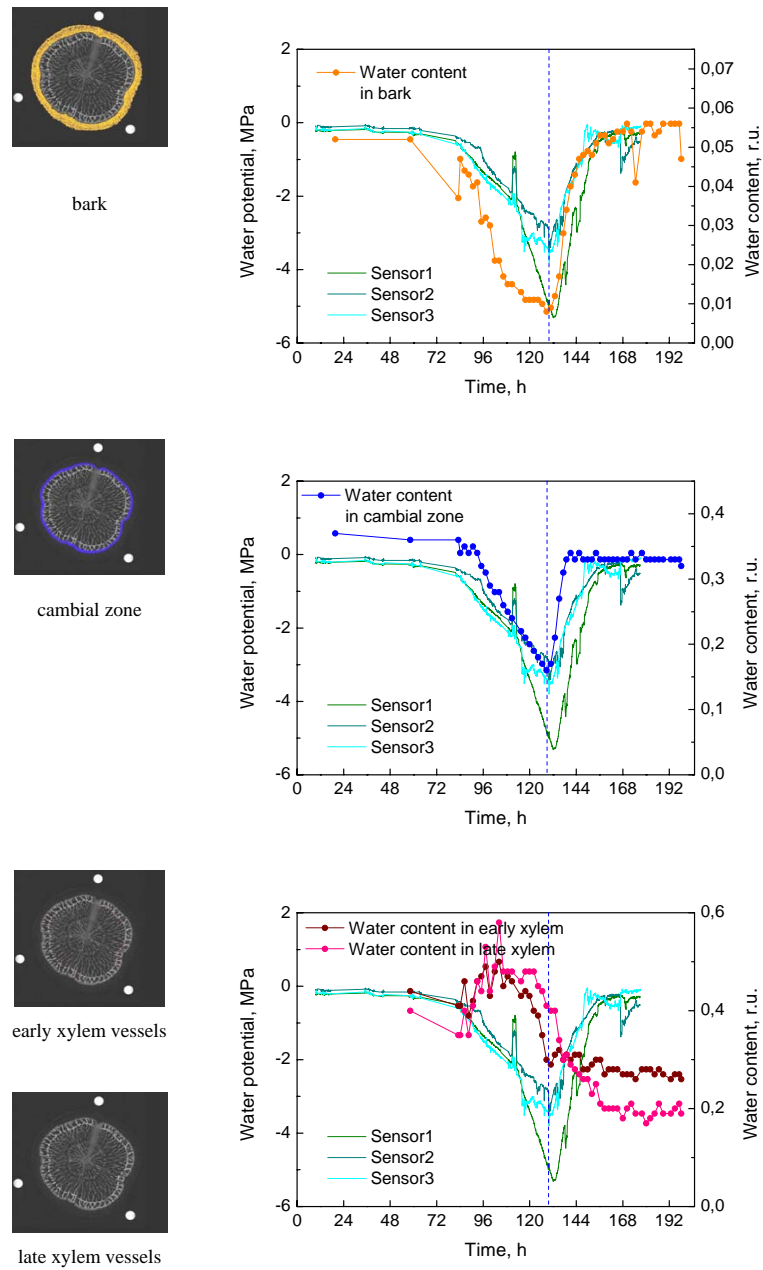 bark
Water content
in bark
Sensor1
Sensor2
Sensor3
2
0
-2
-4
-6
Water potential, MPa
0,07
0,06
0,05
0,04
0,03
0,02
0,01
0,00
Water content, r.u.
0 24 48 72 96 120 144 168 192
Time, h
cambial zone
Water content
in cambial zone
Sensor1
Sensor2
Sensor3
2
0
-2
-4
-6
Water potential, MPa
0,4
0,3
0,2
0,1
0,0
Water content, r.u.
0 24 48 72 96 120 144 168 192
Time, h
early xylem vessels
late xylem vessels
Water content in early xylem
Water content in late xylem
Sensor1
Sensor2
Sensor3
2
0
-2
-4
-6
Water potential, MPa
0,6
0,4
0,2
0,0
Water content, r.u.
0 24 48 72 96 120 144 168 192
Time, h